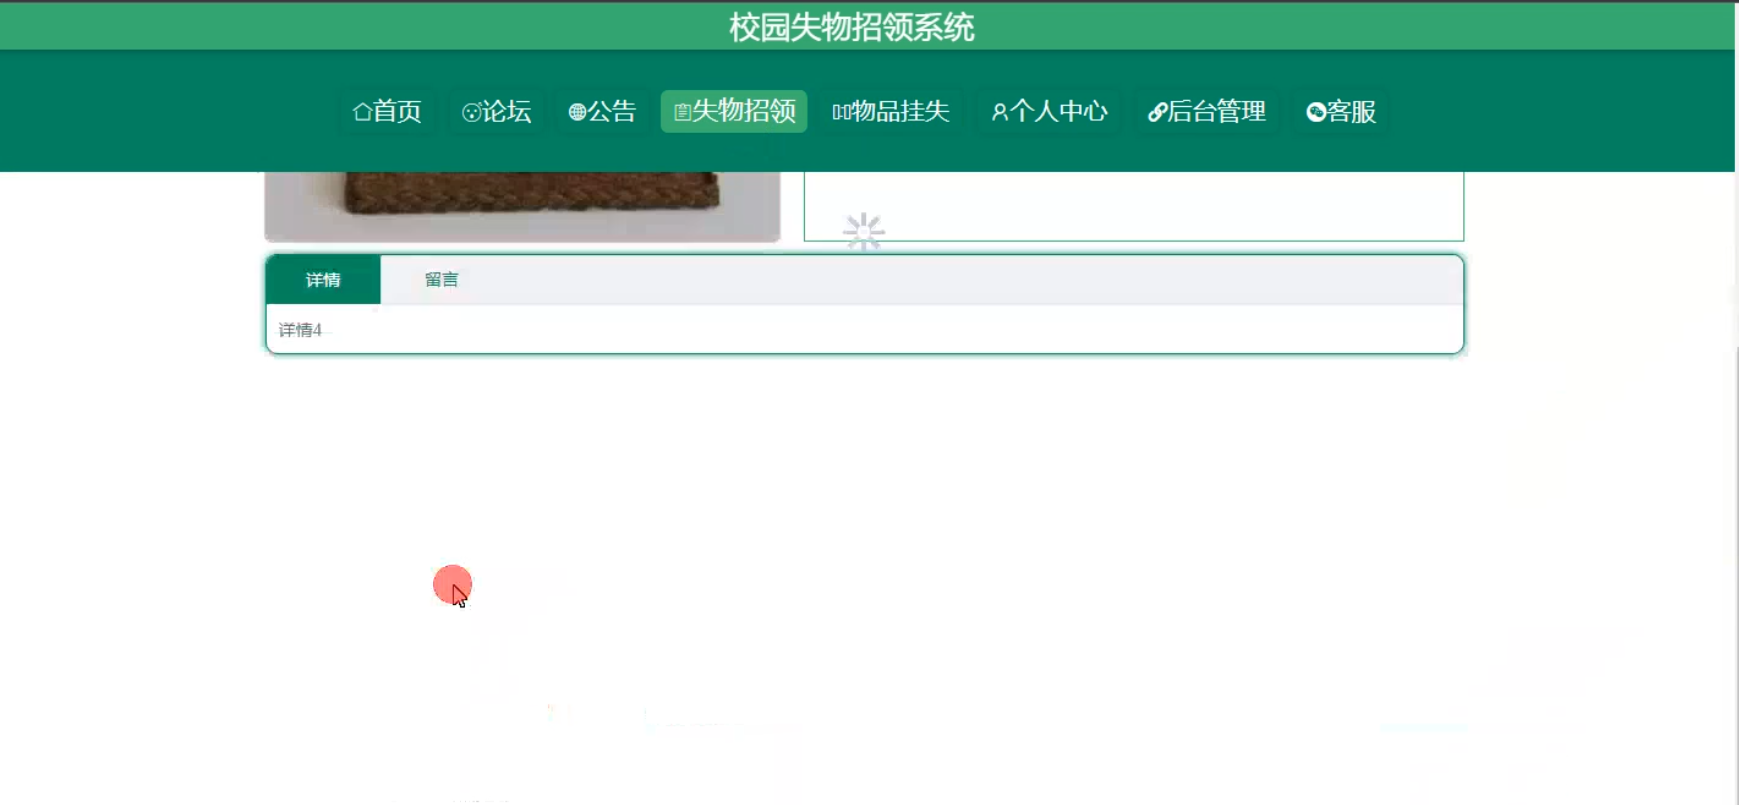 校园失物招领系统
首页 论坛 公告 失物招领 物品挂失 个人中心 后台管理 客服
详情 留言
详情4